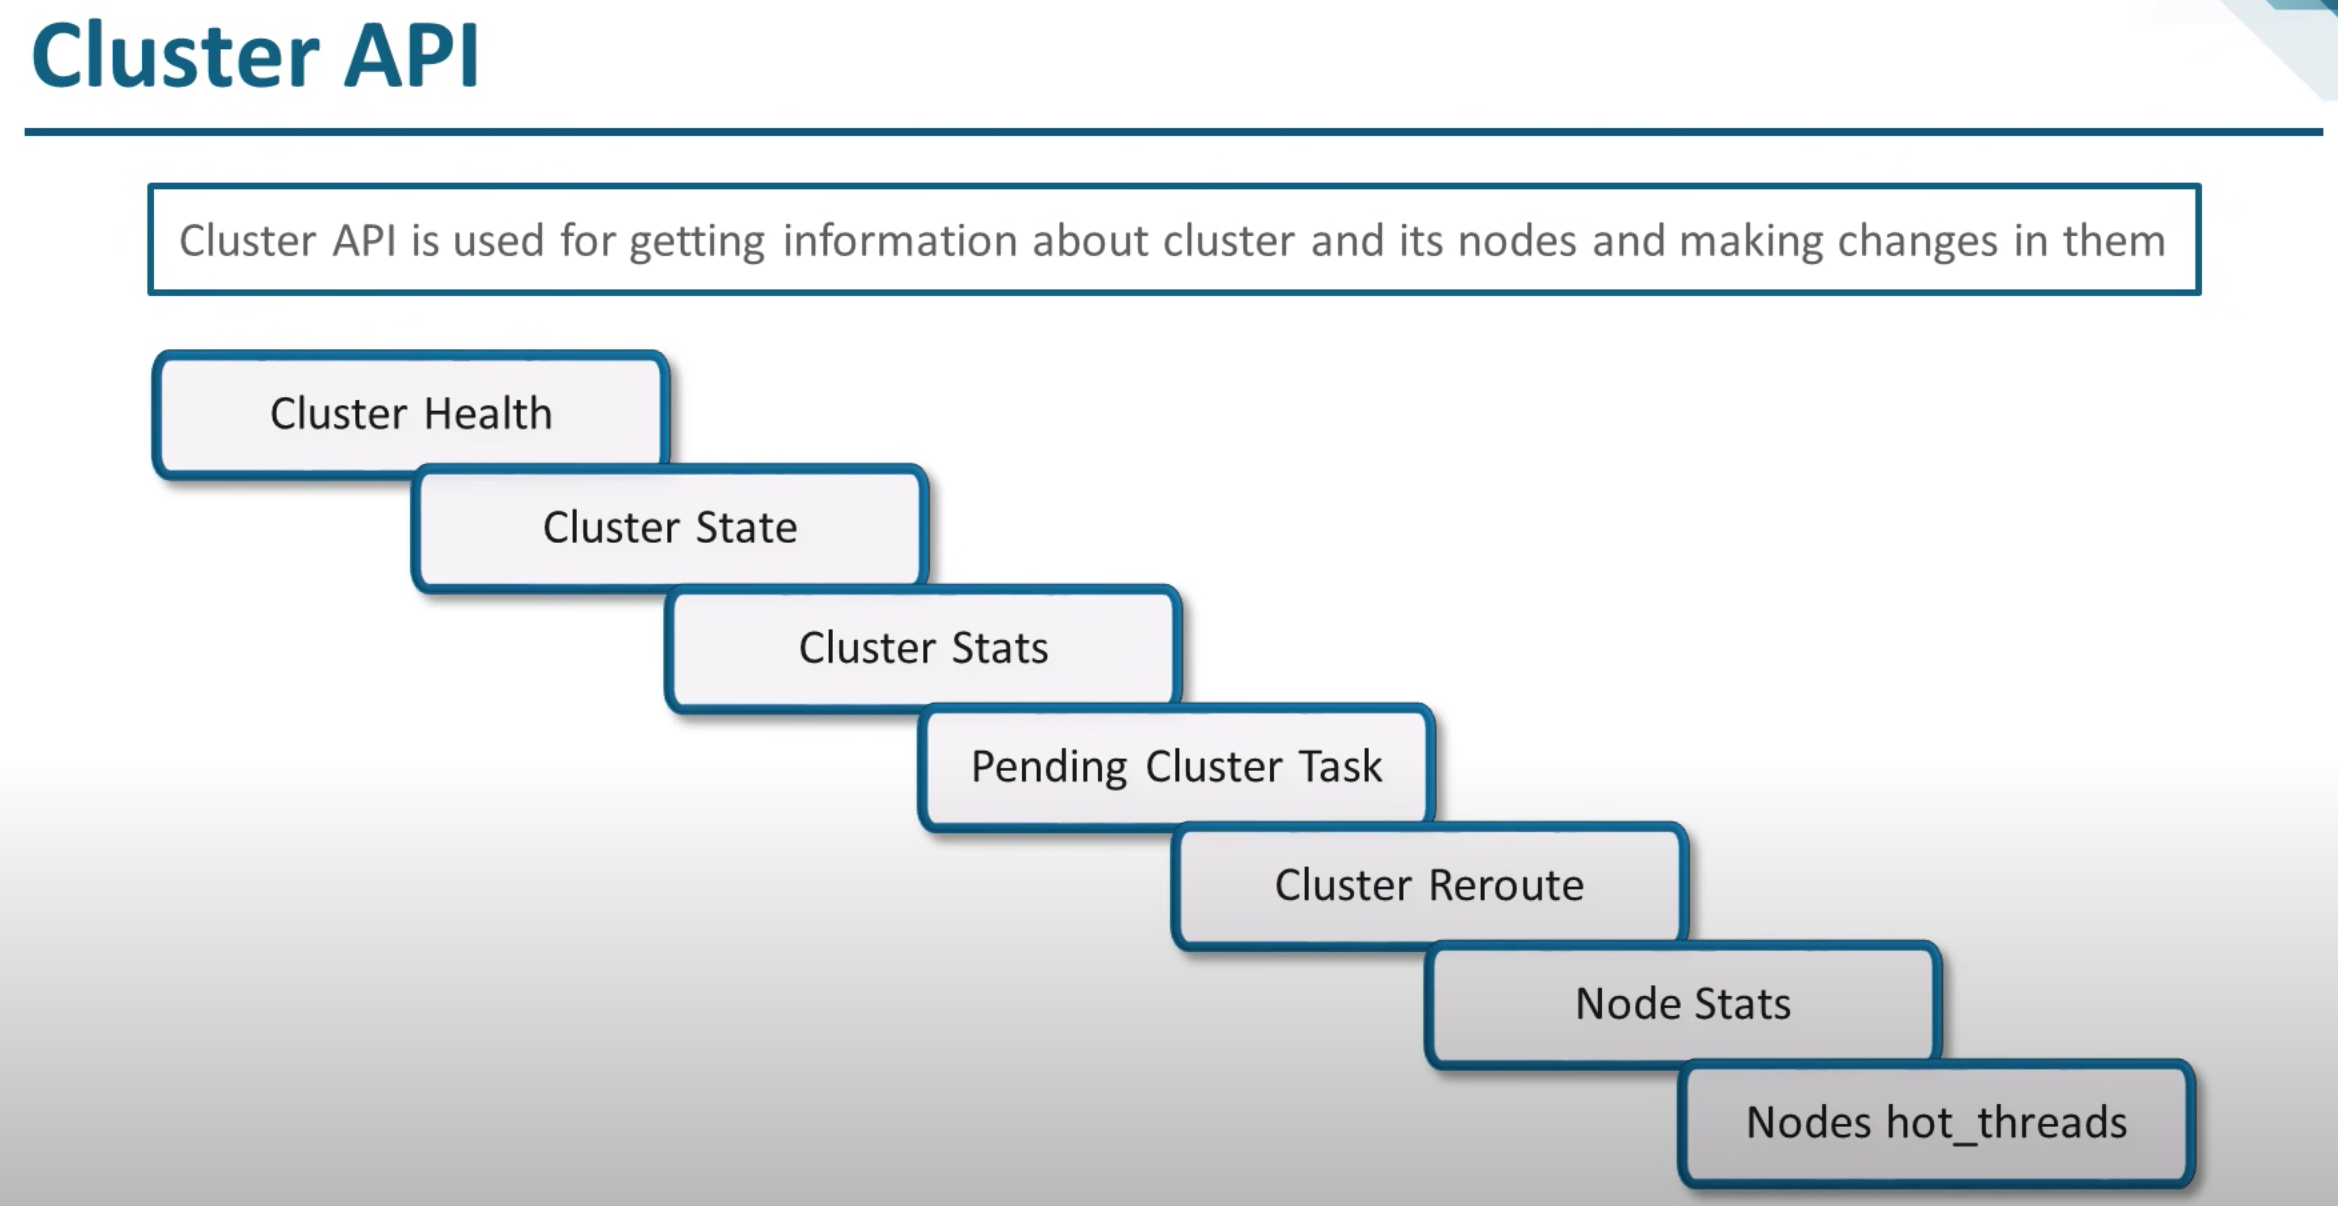 Cluster API
Cluster API is used for getting information about cluster and its nodes and making changes in them
Cluster Health
Cluster State
Cluster Stats
Pending Cluster Task
Cluster Reroute
Node Stats
Nodes hot_threads